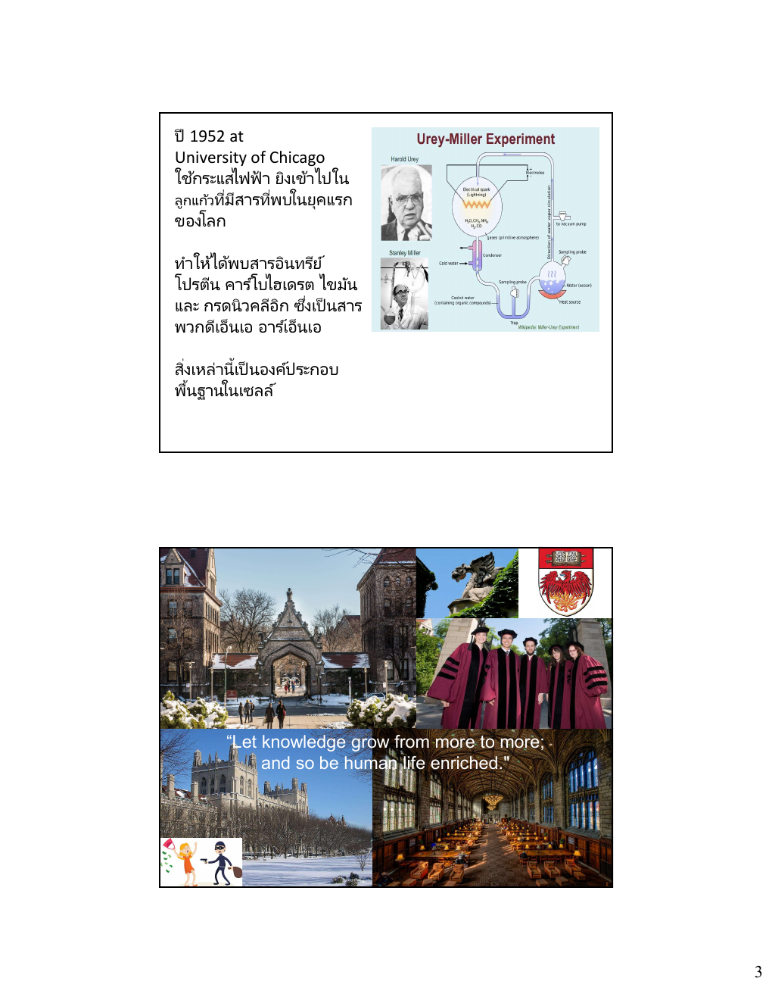 ปี 1952 at
University of Chicago
ใช้กระแสไฟฟ้า ยิงเข้าไปใน
ลูกแก้วที่มีสารที่พบในยุคแรก
ของโลก
ทำให้ได้พบสารอินทรีย์
โปรตีน คาร์โบไฮเดรต ไขมัน
และ กรดนิวคลีอิก ซึ่งเป็นสาร
พวกดีเอ็นเอ อาร์เอ็นเอ
สิ่งเหล่านี้เป็นองค์ประกอบ
พื้นฐานในเซลล์
Urey-Miller Experiment
Harold Urey
Stanley Miller
+
Electrodes
-
Electrical spark
(Lightning)
H₂O, CH₄, NH₃,
H₂, CO
gases (primitive atmosphere)
Direction of water vapor circulation
to vacuum pump
Condenser
Cold water
Sampling probe
Sampling probe
Water (ocean)
Heat source
Cooled water
(containing organic compounds)
Trap
Wikipedia: Miller-Urey Experiment
“Let knowledge grow from more to more;
and so be human life enriched."
3